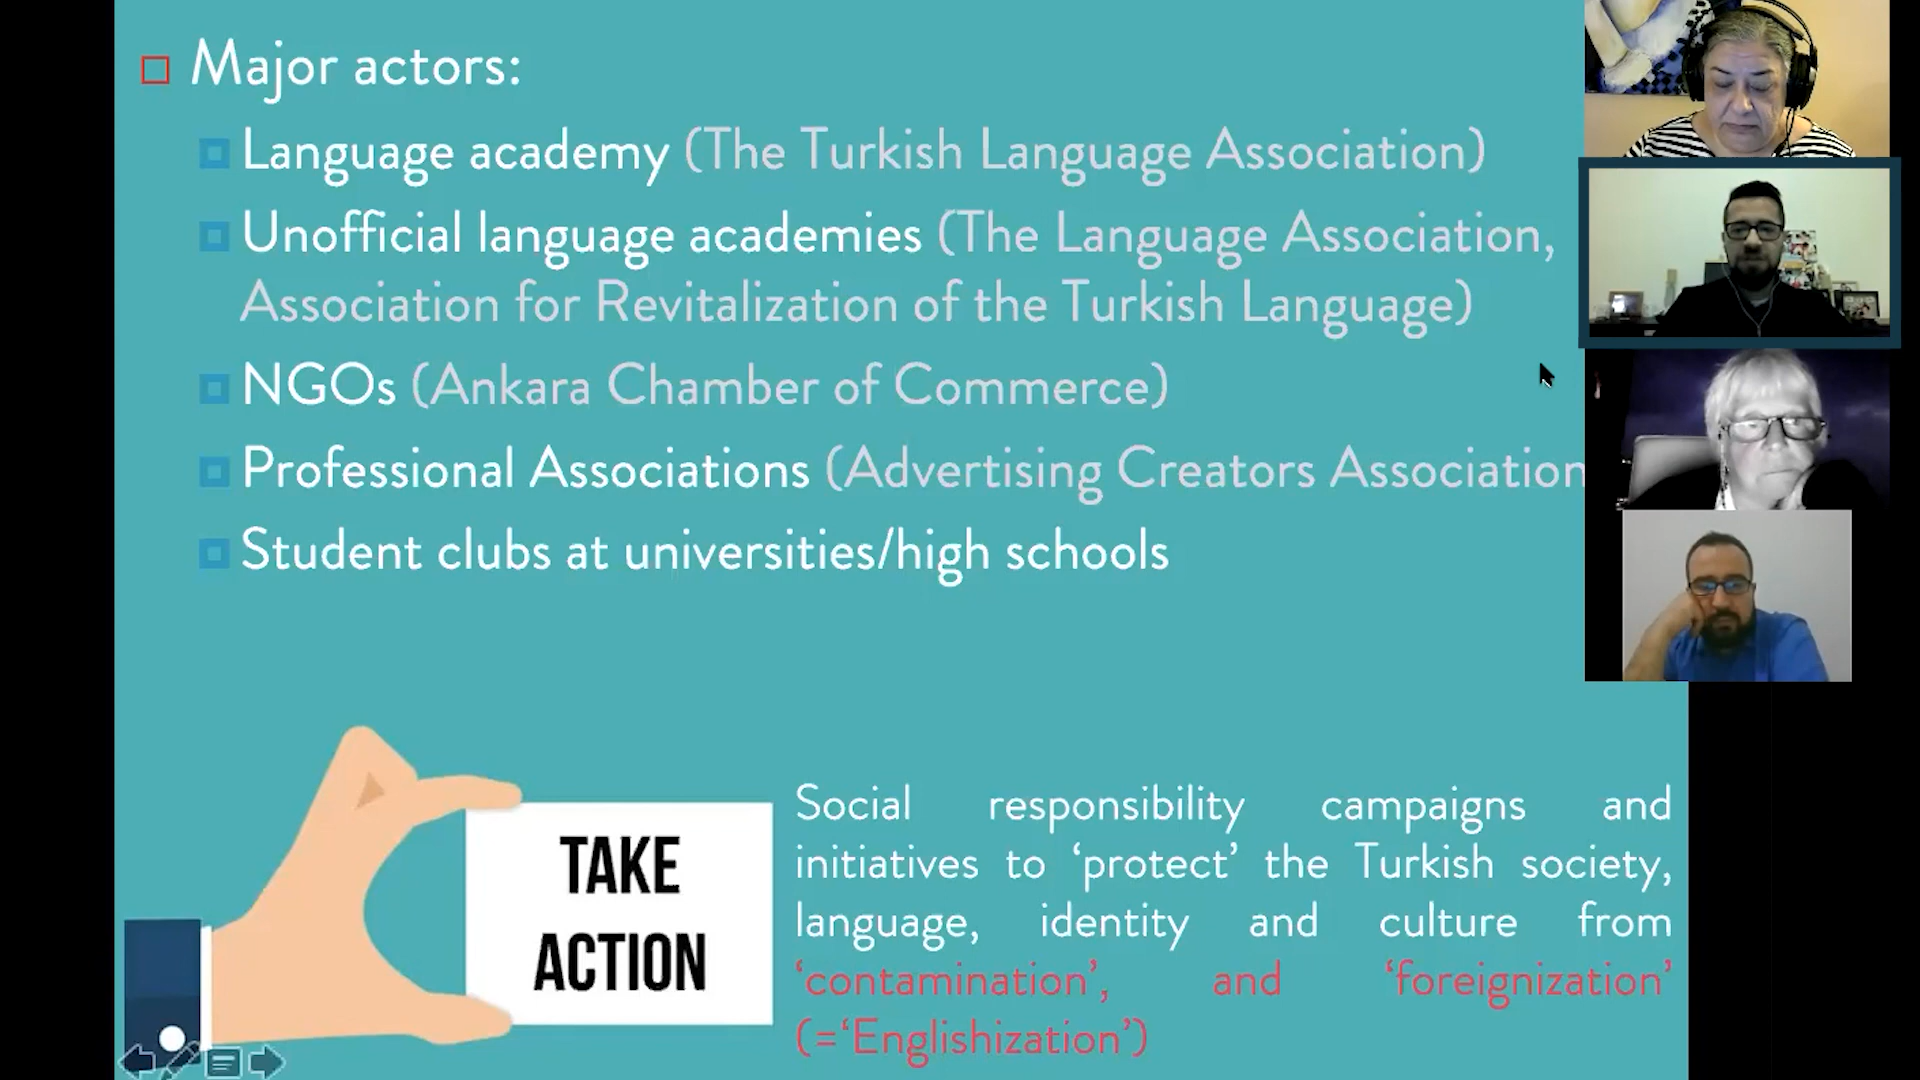 Major actors:
Language academy (The Turkish Language Association)
Unofficial language academies (The Language Association,
Association for Revitalization of the Turkish Language)
NGOs (Ankara Chamber of Commerce)
Professional Associations (Advertising Creators Association
Student clubs at universities/high schools
TAKE
ACTION
Social responsibility campaigns and
initiatives to ‘protect’ the Turkish society,
language, identity and culture from
‘contamination’, and ‘foreignization’
(=‘Englishization’)